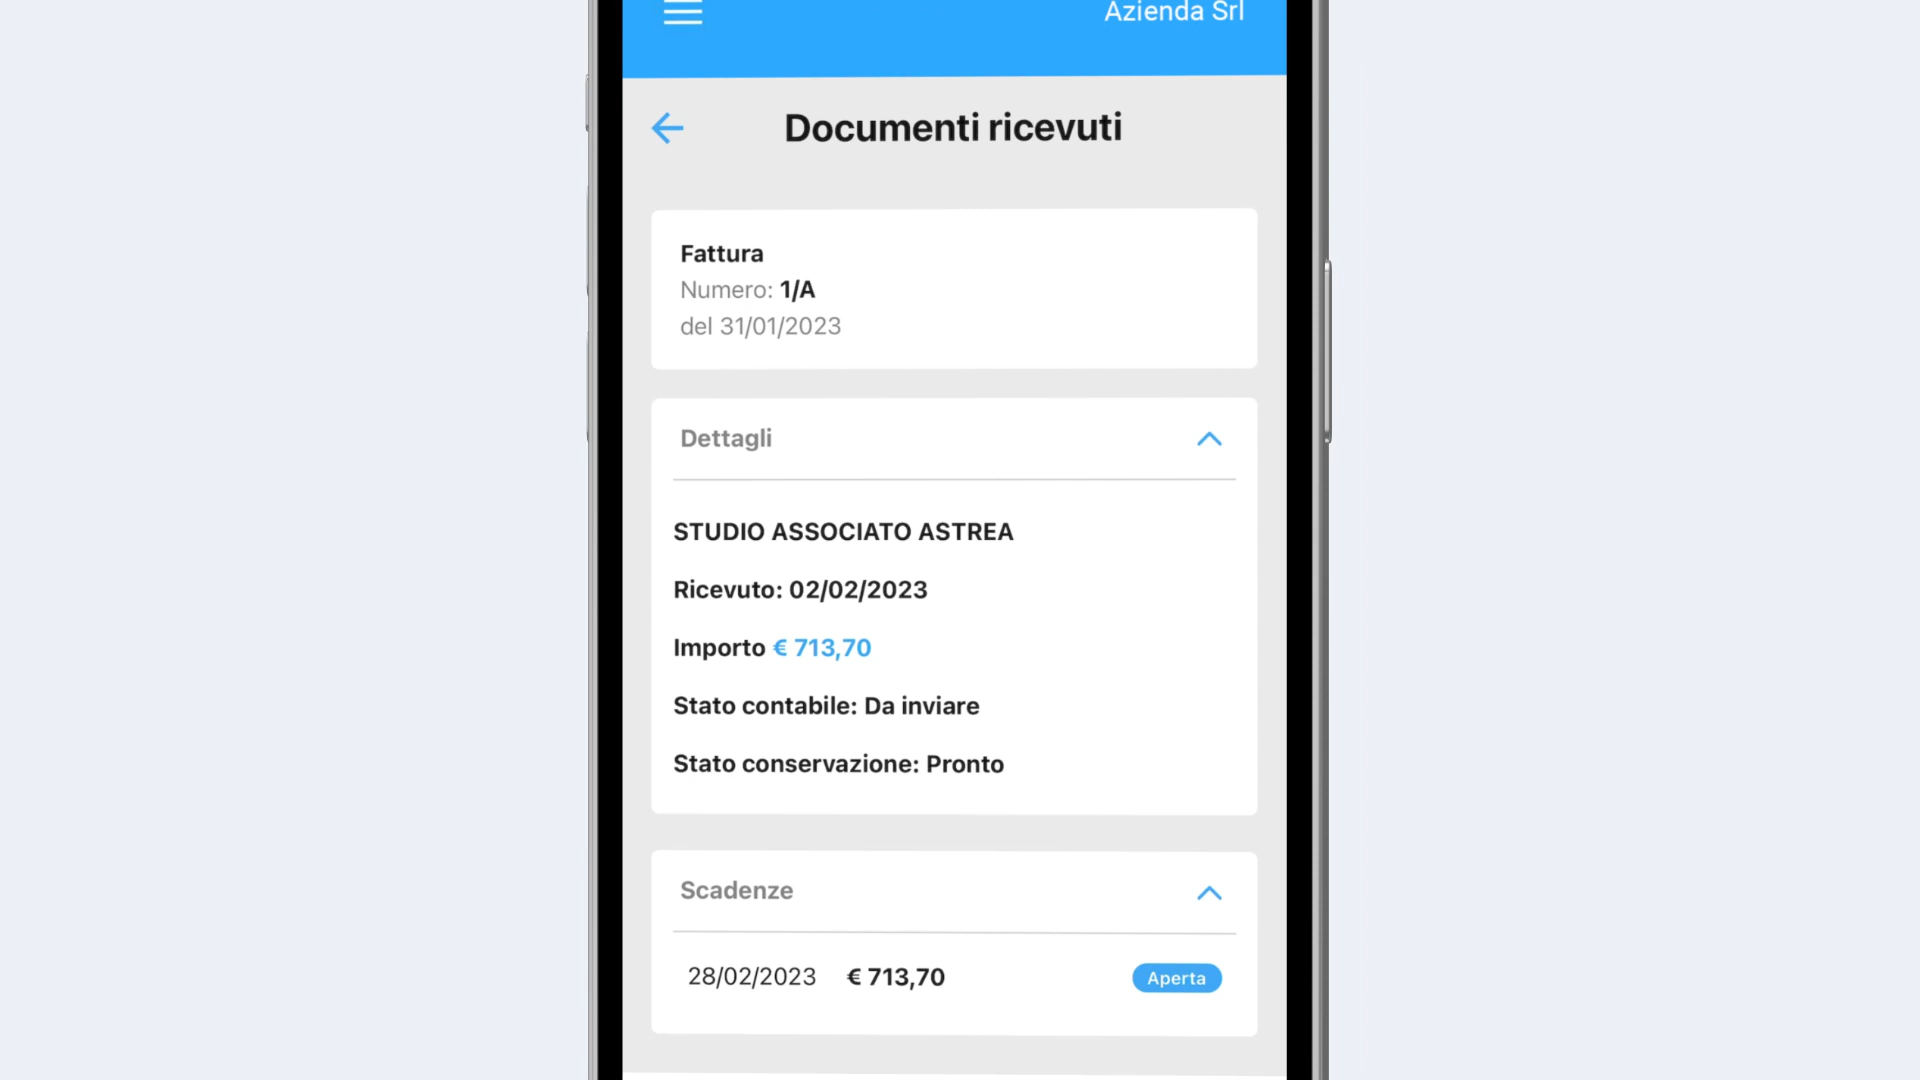 Azienda Srl
Documenti ricevuti
Fattura
Numero: 1/A
del 31/01/2023
Dettagli
STUDIO ASSOCIATO ASTREA
Ricevuto: 02/02/2023
Importo € 713,70
Stato contabile: Da inviare
Stato conservazione: Pronto
Scadenze
28/02/2023 € 713,70 Aperta